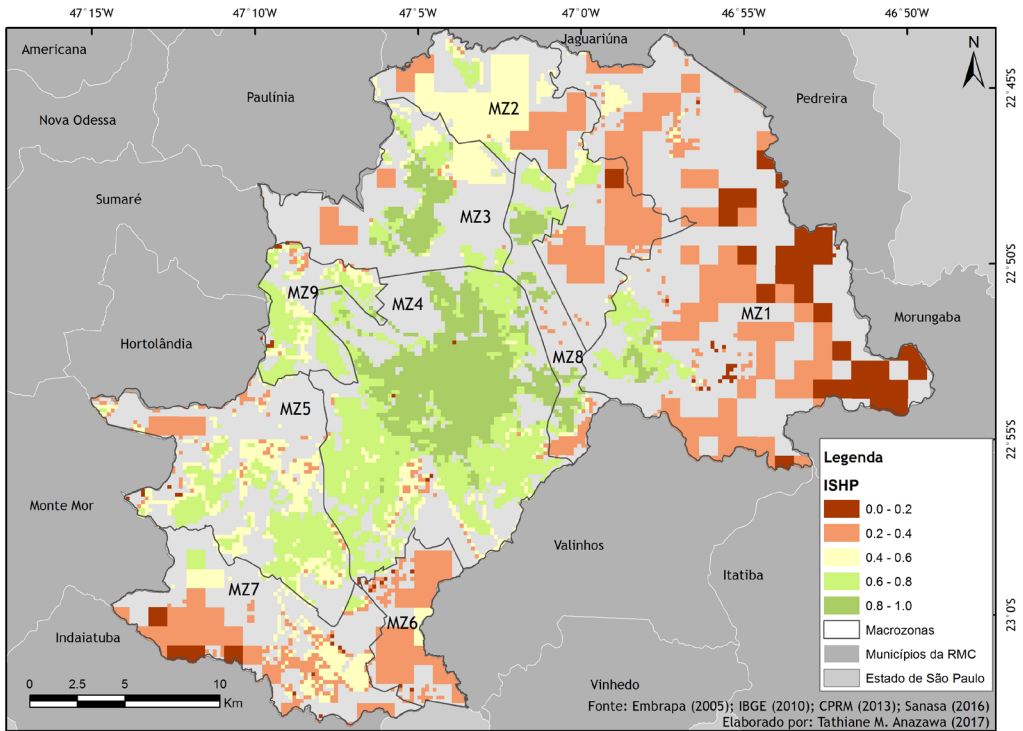 47°15'W 47°10'W 47°5'W 47°0'W 46°55'W 46°50'W
Americana
Jaguariúna
N
22°45'S
Paulínia
Pedreira
MZ2
Nova Odessa
Sumaré
MZ3
22°50'S
MZ9
MZ4
MZ1
Morungaba
Hortolândia
MZ8
MZ5
22°55'S
Legenda
ISHP
0.0 - 0.2
0.2 - 0.4
0.4 - 0.6
0.6 - 0.8
0.8 - 1.0
Macrozonas
Municípios da RMC
Estado de São Paulo
Monte Mor
Valinhos
Itatiba
MZ7
23°0'S
MZ6
Indaiatuba
Vinhedo
0 2.5 5 10
Km
Fonte: Embrapa (2005); IBGE (2010); CPRM (2013); Sanasa (2016)
Elaborado por: Tathiane M. Anazawa (2017)